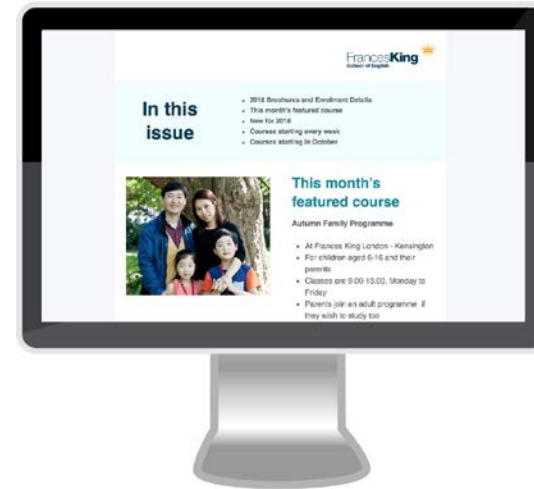 FrancesKing
School of English
In this
issue
2018 Brochures and Enrolment Details
This month's featured course
New for 2018
Courses starting every week
Courses starting in October
This month's
featured course
Autumn Family Programme
At Frances King London - Kensington
For children aged 6-16 and their
parents
Classes are 9:00-13:00, Monday to
Friday
Parents join an adult programme if
they wish to study too